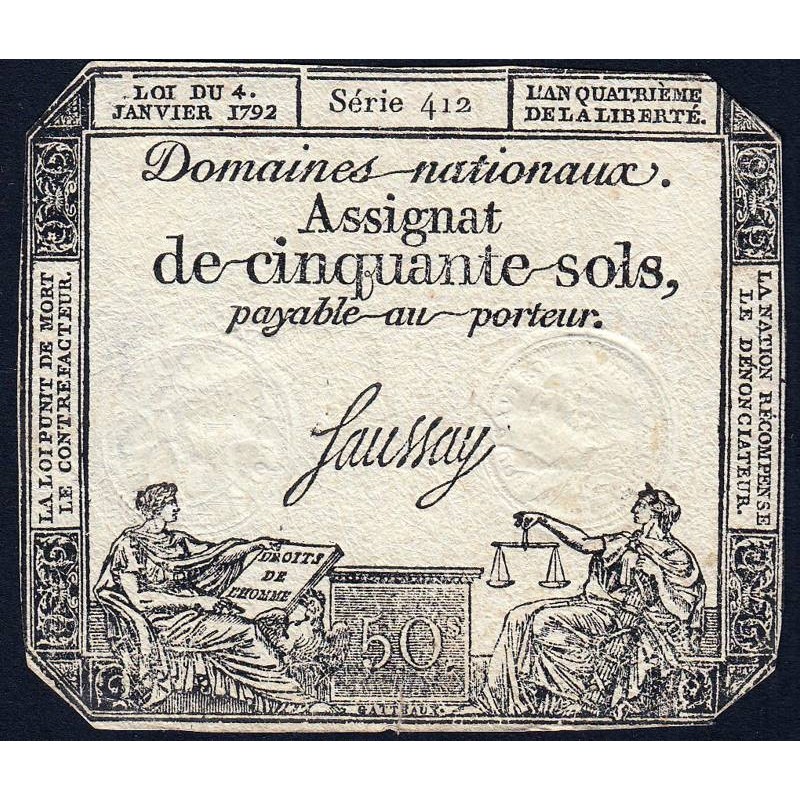 LOI DU 4.
JANVIER 1792
Série 412
L'AN QUATRIÈME
DE LA LIBERTÉ.
Domaines nationaux.
Assignat
de cinquante sols,
payable au porteur.
LA LOI PUNIT DE MORT
LE CONTREFACTEUR.
LA NATION RÉCOMPENSE
LE DÉNONCIATEUR.
Saussay
DROITS
DE
L'HOMME
50s
GATTEAUX